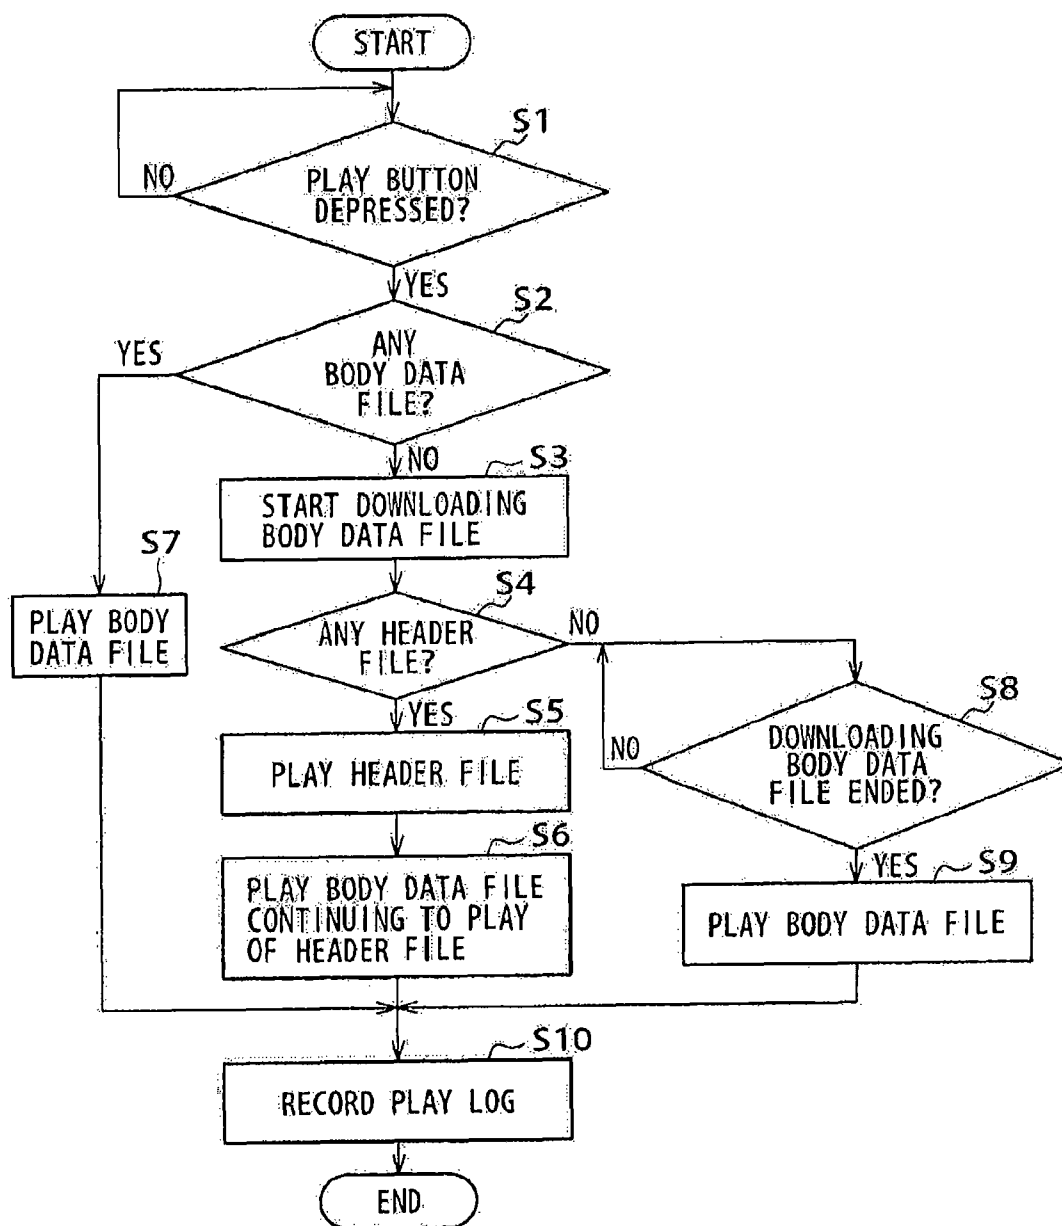 START
S1
NO
PLAY BUTTON
DEPRESSED?
YES
S2
YES
ANY
BODY DATA
FILE?
NO
S3
START DOWNLOADING
BODY DATA FILE
S7
PLAY BODY
DATA FILE
S4
ANY HEADER
FILE?
NO
YES
S5
PLAY HEADER FILE
S8
NO
DOWNLOADING
BODY DATA
FILE ENDED?
S6
PLAY BODY DATA FILE
CONTINUING TO PLAY
OF HEADER FILE
YES
S9
PLAY BODY DATA FILE
S10
RECORD PLAY LOG
END